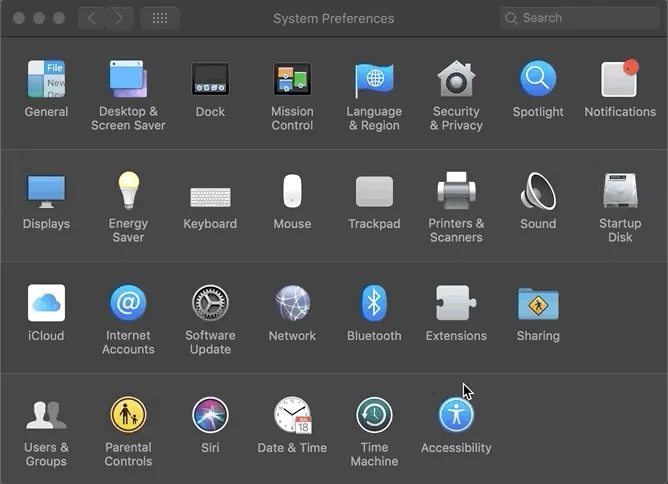 System Preferences
Search
File
New
Ope
General
Desktop &
Screen Saver
Dock
Mission
Control
Language
& Region
Security
& Privacy
Spotlight
Notifications
Displays
Energy
Saver
Keyboard
Mouse
Trackpad
Printers &
Scanners
Sound
Startup
Disk
iCloud
@
Internet
Accounts
Software
Update
Network
Bluetooth
Extensions
Sharing
Users &
Groups
Parental
Controls
Siri
18
Date & Time
Time
Machine
Accessibility